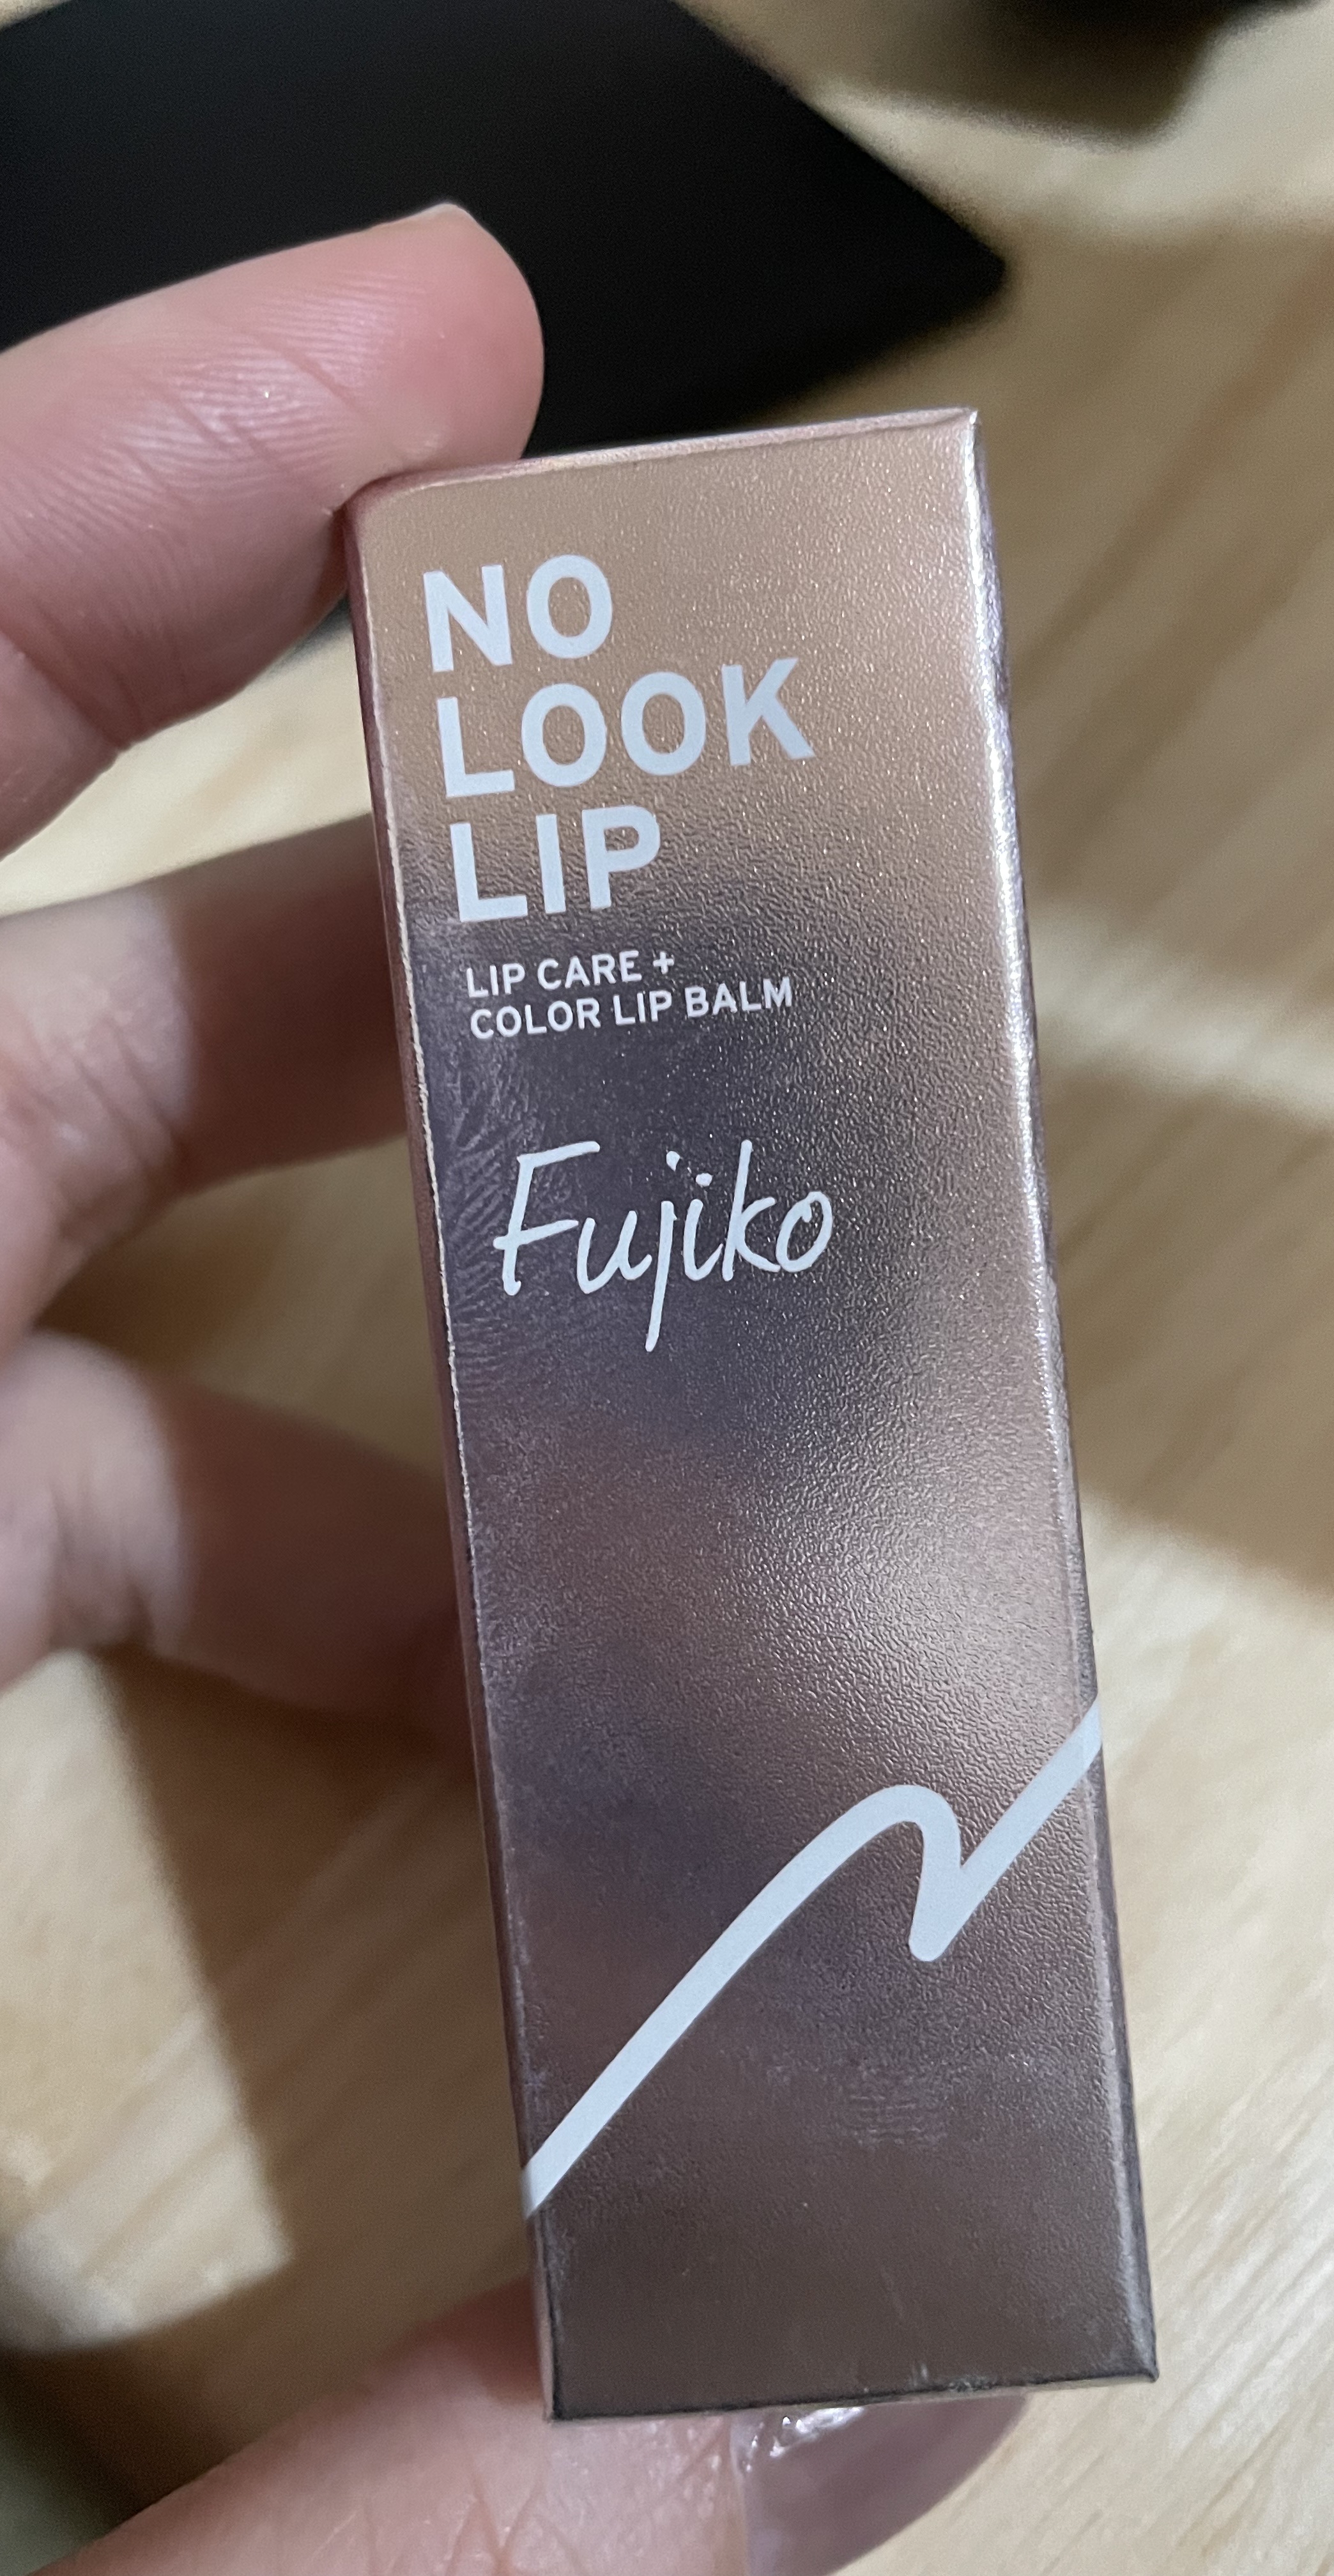 NO
LOOK
LIP
LIP CARE +
COLOR LIP BALM
Fujiko